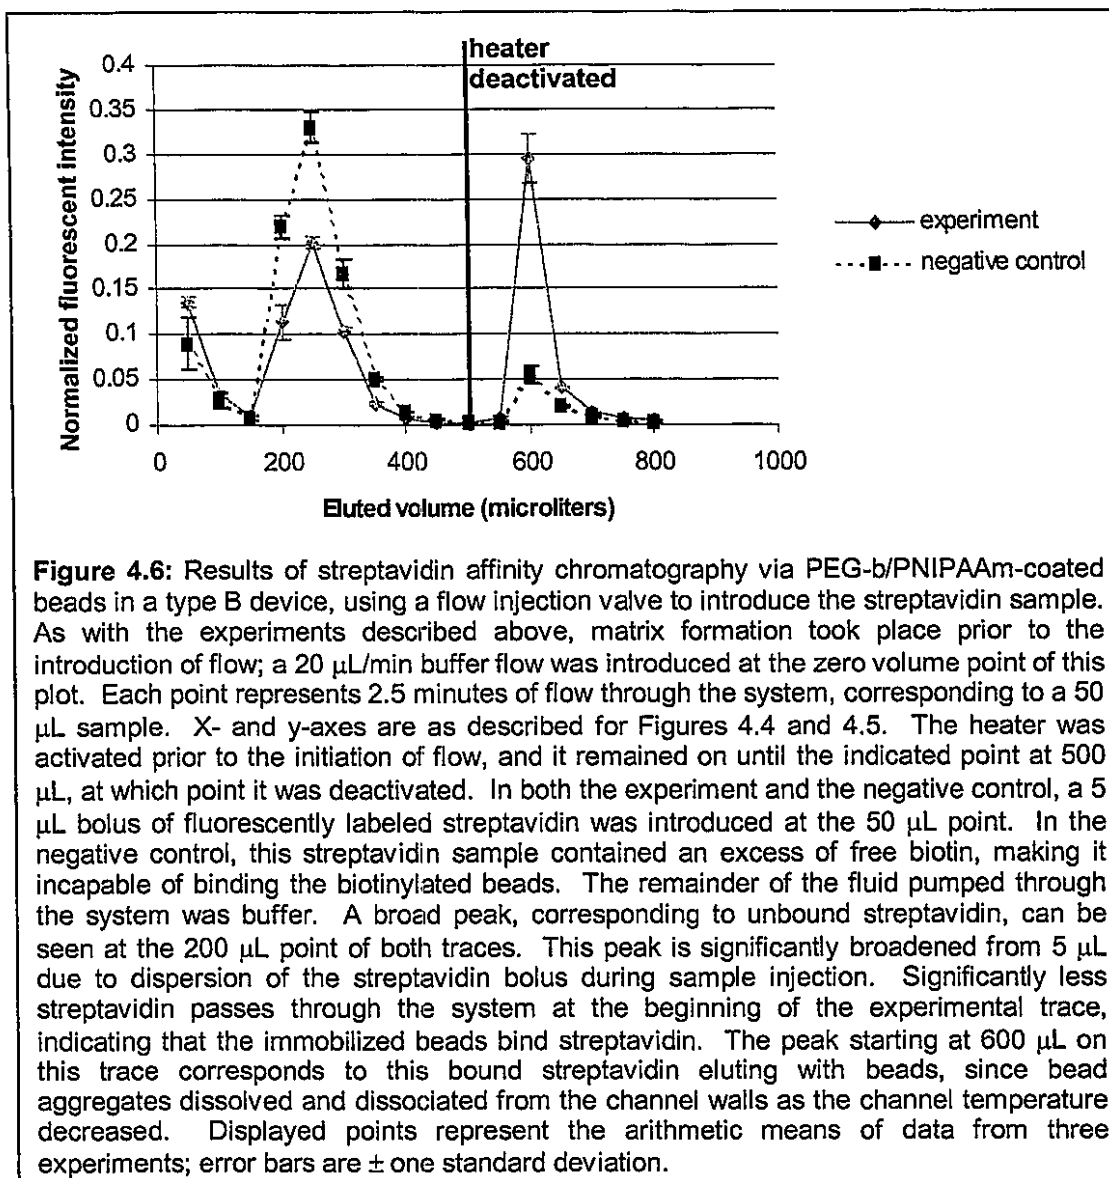 heater
deactivated
0.4
0.35
0.3
0.25
0.2
0.15
0.1
0.05
0
Normalized fluorescent intensity
0 200 400 600 800 1000
Eluted volume (microliters)
experiment
negative control
Figure 4.6: Results of streptavidin affinity chromatography via PEG-b/PNIPAAm-coated
beads in a type B device, using a flow injection valve to introduce the streptavidin sample.
As with the experiments described above, matrix formation took place prior to the
introduction of flow; a 20 μL/min buffer flow was introduced at the zero volume point of this
plot. Each point represents 2.5 minutes of flow through the system, corresponding to a 50
μL sample. X- and y-axes are as described for Figures 4.4 and 4.5. The heater was
activated prior to the initiation of flow, and it remained on until the indicated point at 500
μL, at which point it was deactivated. In both the experiment and the negative control, a 5
μL bolus of fluorescently labeled streptavidin was introduced at the 50 μL point. In the
negative control, this streptavidin sample contained an excess of free biotin, making it
incapable of binding the biotinylated beads. The remainder of the fluid pumped through
the system was buffer. A broad peak, corresponding to unbound streptavidin, can be
seen at the 200 μL point of both traces. This peak is significantly broadened from 5 μL
due to dispersion of the streptavidin bolus during sample injection. Significantly less
streptavidin passes through the system at the beginning of the experimental trace,
indicating that the immobilized beads bind streptavidin. The peak starting at 600 μL on
this trace corresponds to this bound streptavidin eluting with beads, since bead
aggregates dissolved and dissociated from the channel walls as the channel temperature
decreased. Displayed points represent the arithmetic means of data from three
experiments; error bars are ± one standard deviation.